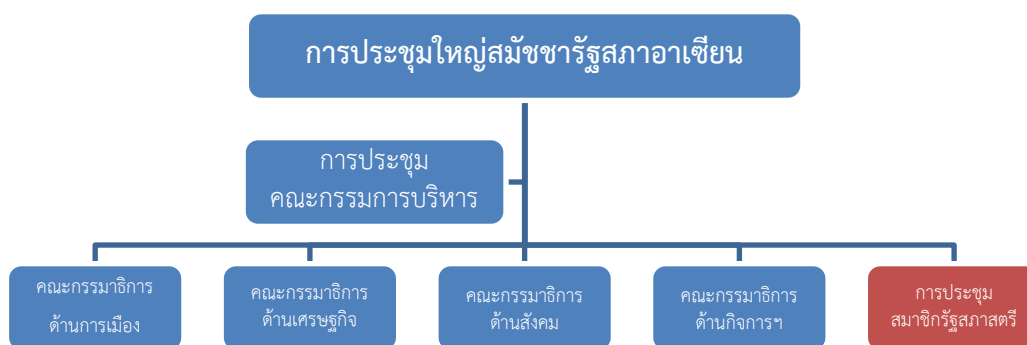 การประชุมใหญ่สมัชชารัฐสภาอาเซียน
การประชุม
คณะกรรมการบริหาร
คณะกรรมาธิการ
ด้านการเมือง
คณะกรรมาธิการ
ด้านเศรษฐกิจ
คณะกรรมาธิการ
ด้านสังคม
คณะกรรมาธิการ
ด้านกิจการฯ
การประชุม
สมาชิกรัฐสภาสตรี